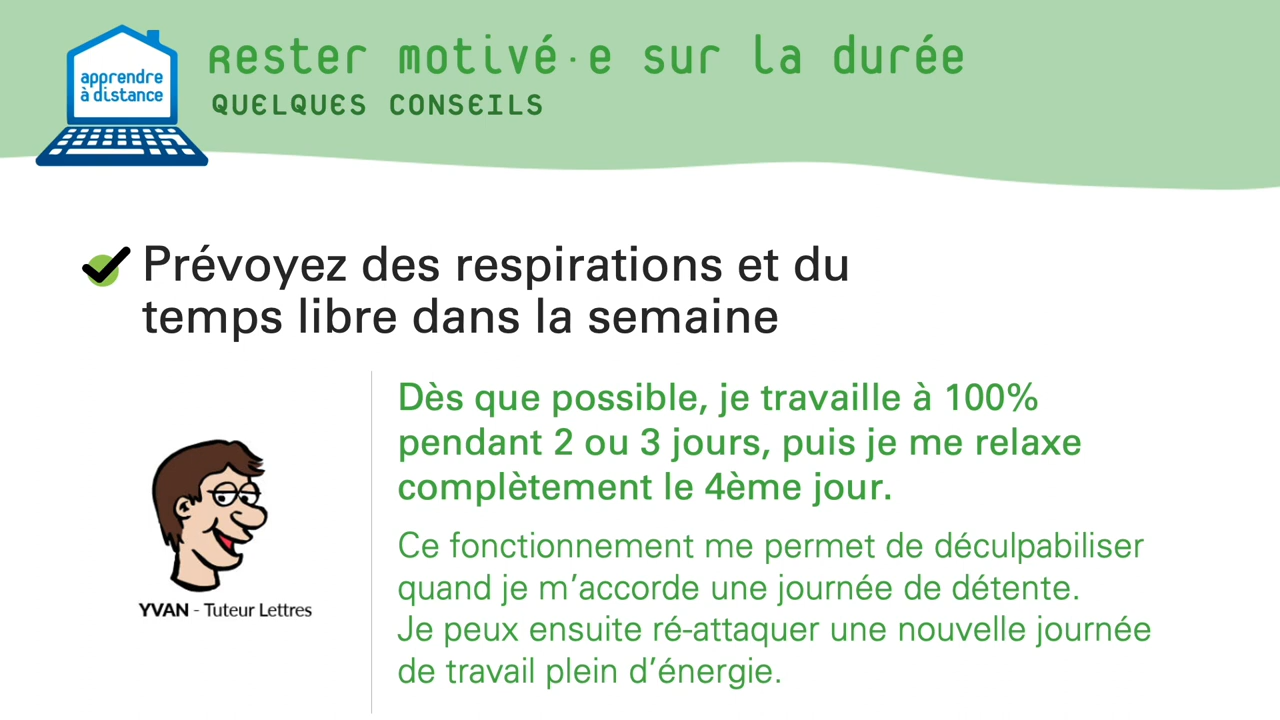 apprendre
à distance
Rester motivé·e sur la durée
QUELQUES CONSEILS
Prévoyez des respirations et du
temps libre dans la semaine
Dès que possible, je travaille à 100%
pendant 2 ou 3 jours, puis je me relaxe
complètement le 4ème jour.
Ce fonctionnement me permet de déculpabiliser
quand je m’accorde une journée de détente.
Je peux ensuite ré-attaquer une nouvelle journée
de travail plein d’énergie.
YVAN - Tuteur Lettres